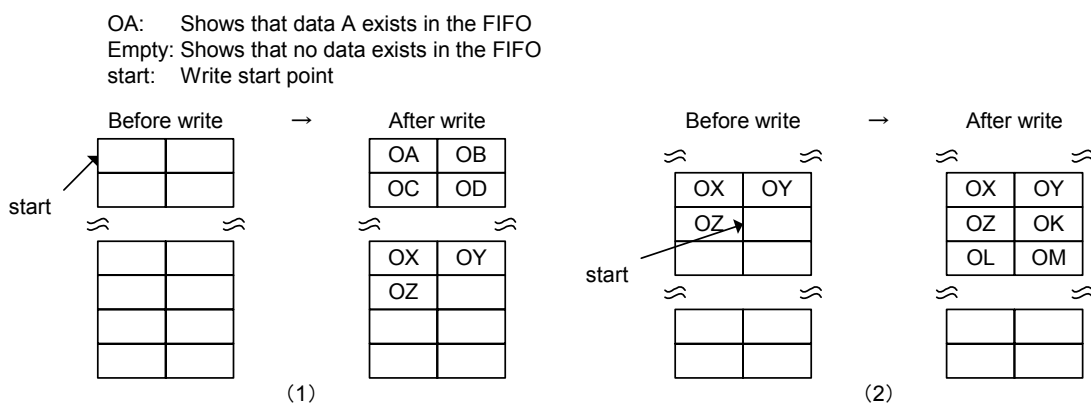 OA: Shows that data A exists in the FIFO
Empty: Shows that no data exists in the FIFO
start: Write start point
Before write → After write
start
OA OB
OC OD
OX OY
OZ
(1)
Before write → After write
OX OY
OZ
start
OX OY
OZ OK
OL OM
(2)